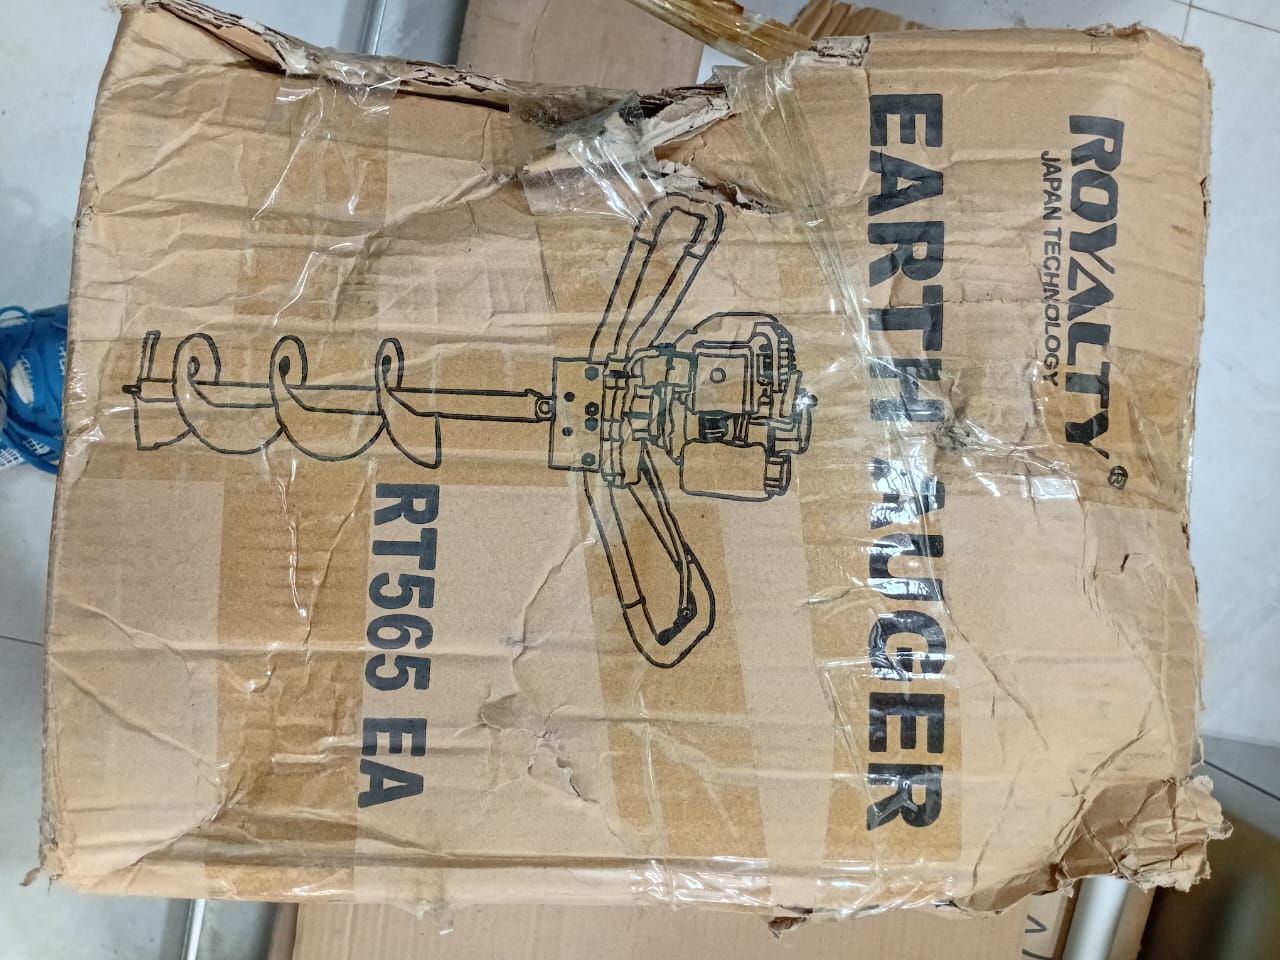 ROYALTY®
JAPAN TECHNOLOGY
EARTH AUGER
RT565 EA